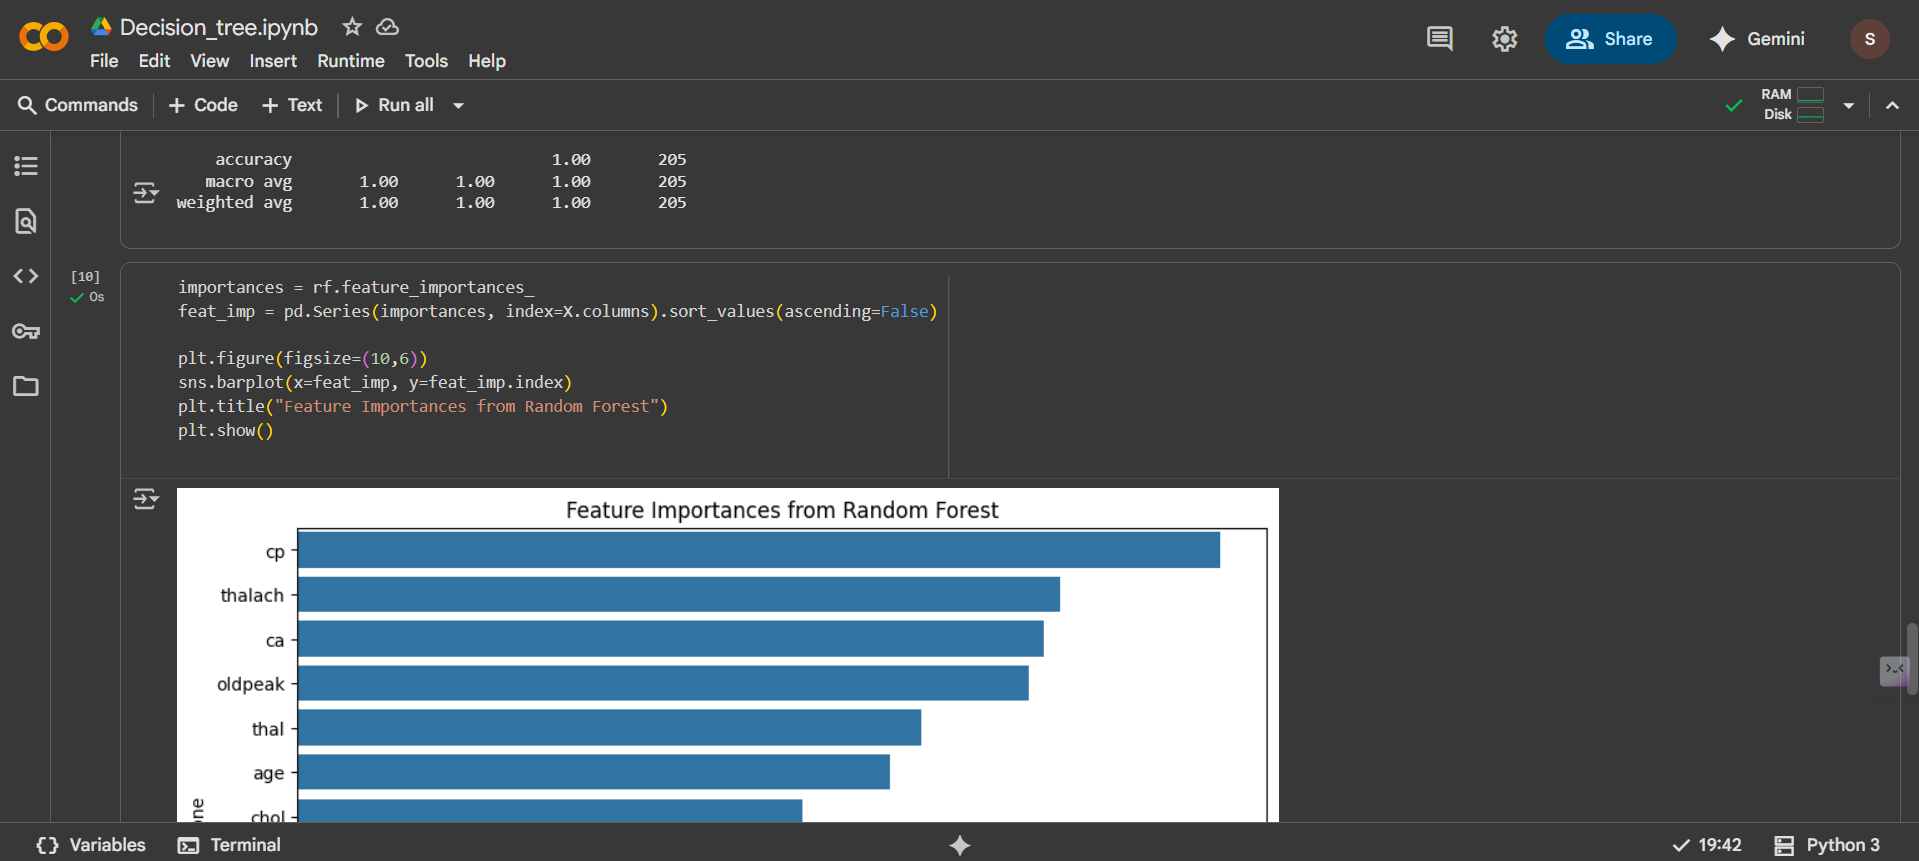 Decision_tree.ipynb
File Edit View Insert Runtime Tools Help
Share
Gemini
S
Commands + Code + Text Run all
RAM
Disk
accuracy 1.00 205
macro avg 1.00 1.00 1.00 205
weighted avg 1.00 1.00 1.00 205
[10]
0s
importances = rf.feature_importances_
feat_imp = pd.Series(importances, index=X.columns).sort_values(ascending=False)
plt.figure(figsize=(10,6))
sns.barplot(x=feat_imp, y=feat_imp.index)
plt.title("Feature Importances from Random Forest")
plt.show()
Feature Importances from Random Forest
cp
thalach
ca
oldpeak
thal
age
chol
Variables
Terminal
19:42
Python 3